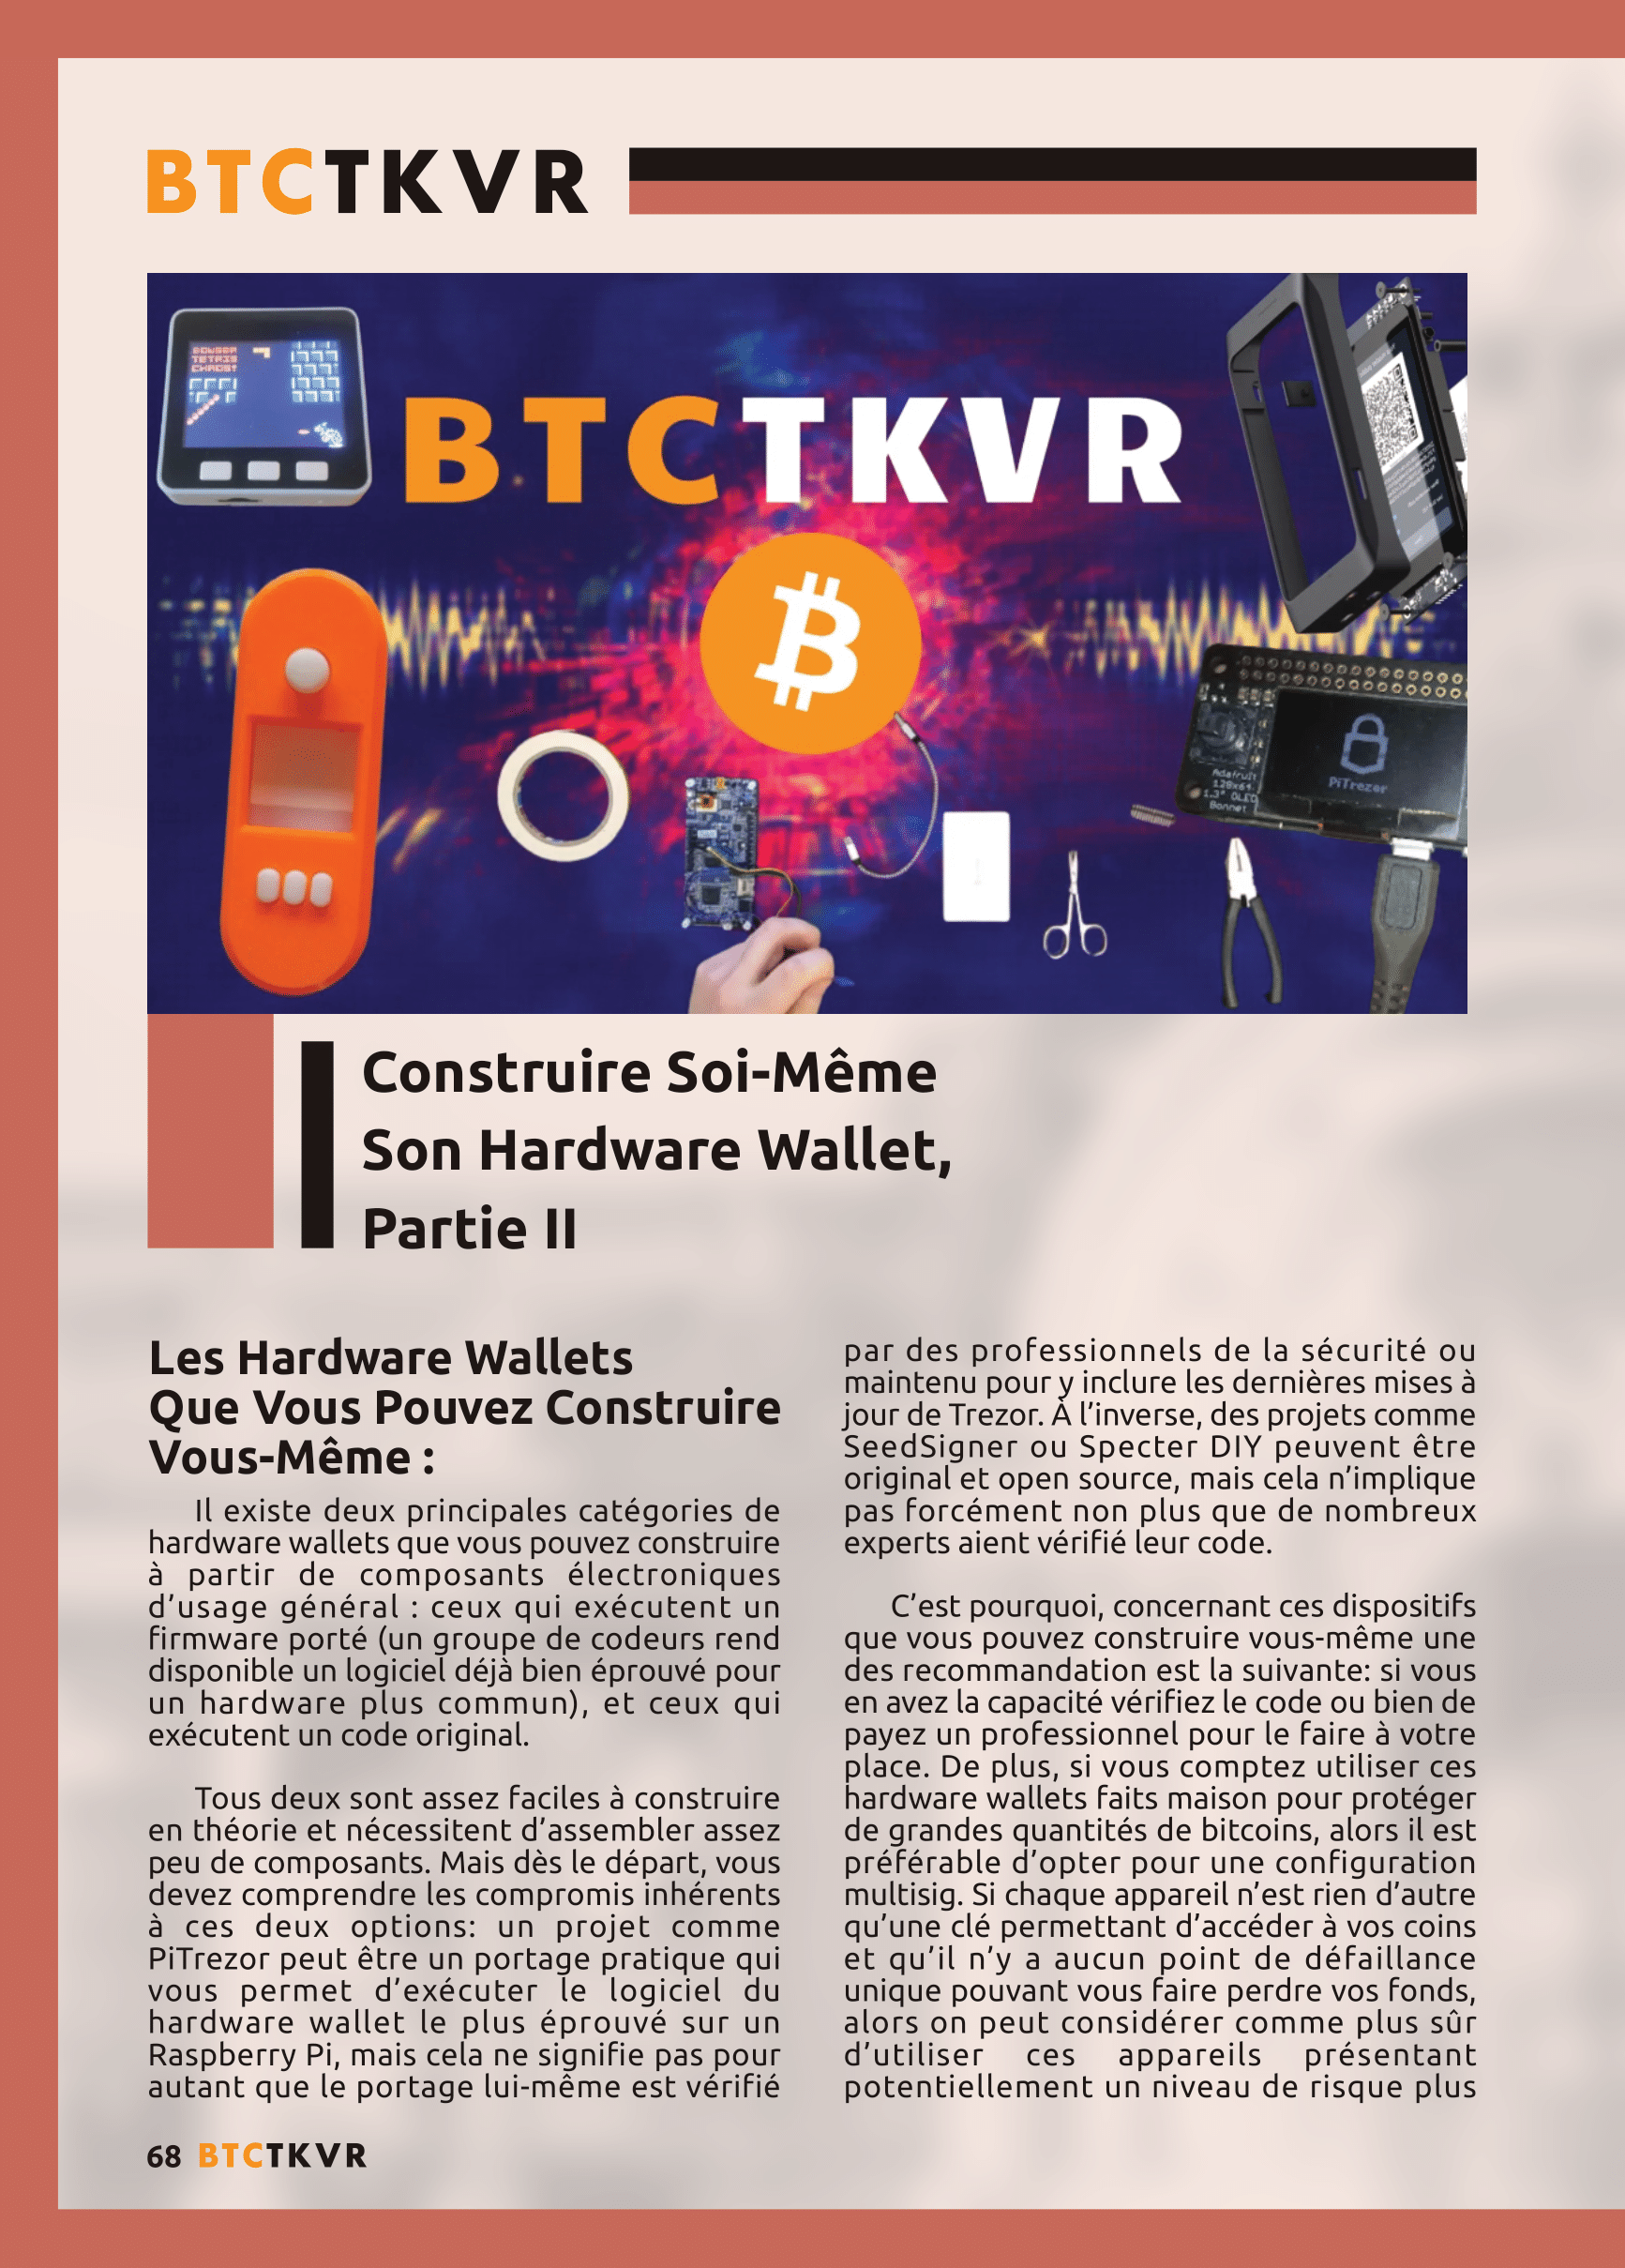 BTCTKVR
BOWSER
TETRIS
CHAOS!
BTCTKVR
Adafruit
128x64
1.3" OLED
Bonnet
PiTrezor
Construire Soi-Même
Son Hardware Wallet,
Partie II
Les Hardware Wallets
Que Vous Pouvez Construire
Vous-Même :
Il existe deux principales catégories de
hardware wallets que vous pouvez construire
à partir de composants électroniques
d’usage général : ceux qui exécutent un
firmware porté (un groupe de codeurs rend
disponible un logiciel déjà bien éprouvé pour
un hardware plus commun), et ceux qui
exécutent un code original.
Tous deux sont assez faciles à construire
en théorie et nécessitent d’assembler assez
peu de composants. Mais dès le départ, vous
devez comprendre les compromis inhérents
à ces deux options: un projet comme
PiTrezor peut être un portage pratique qui
vous permet d’exécuter le logiciel du
hardware wallet le plus éprouvé sur un
Raspberry Pi, mais cela ne signifie pas pour
autant que le portage lui-même est vérifié
par des professionnels de la sécurité ou
maintenu pour y inclure les dernières mises à
jour de Trezor. À l’inverse, des projets comme
SeedSigner ou Specter DIY peuvent être
original et open source, mais cela n’implique
pas forcément non plus que de nombreux
experts aient vérifié leur code.
C’est pourquoi, concernant ces dispositifs
que vous pouvez construire vous-même une
des recommandation est la suivante: si vous
en avez la capacité vérifiez le code ou bien de
payez un professionnel pour le faire à votre
place. De plus, si vous comptez utiliser ces
hardware wallets faits maison pour protéger
de grandes quantités de bitcoins, alors il est
préférable d’opter pour une configuration
multisig. Si chaque appareil n’est rien d’autre
qu’une clé permettant d’accéder à vos coins
et qu’il n’y a aucun point de défaillance
unique pouvant vous faire perdre vos fonds,
alors on peut considérer comme plus sûr
d’utiliser ces appareils présentant
potentiellement un niveau de risque plus
68 BTCTKVR